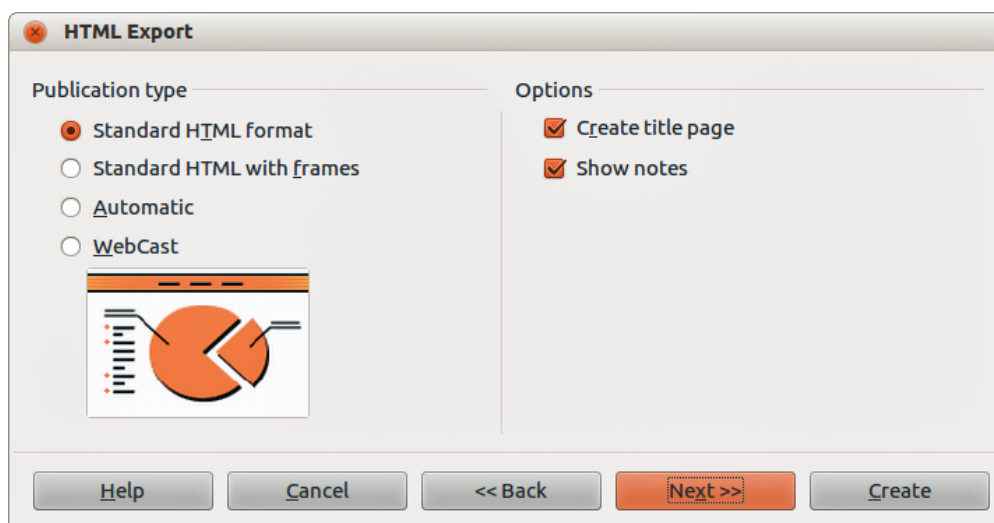 HTML Export
Publication type
Standard HTML format
Standard HTML with frames
Automatic
WebCast
Options
Create title page
Show notes
Help
Cancel
<< Back
Next >>
Create